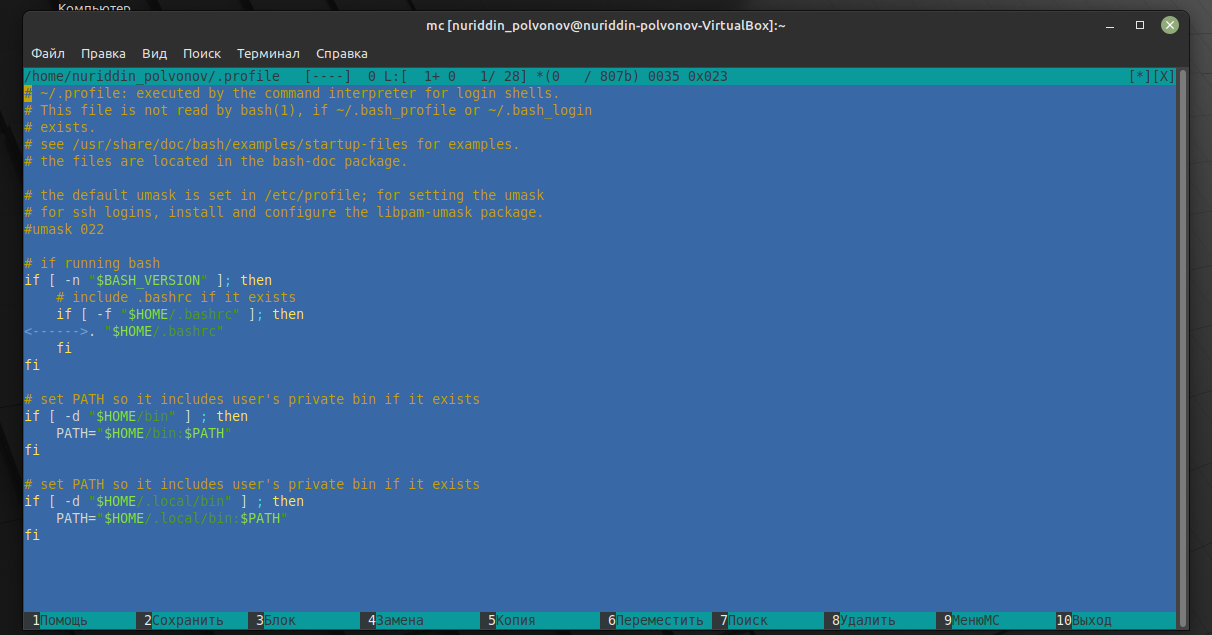 Компьютер
mc [nuriddin_polvonov@nuriddin-polvonov-VirtualBox]:~
Файл Правка Вид Поиск Терминал Справка
/home/nuriddin_polvonov/.profile   [----]  0 L:[  1+ 0   1/ 28] *(0   / 807b) 0035 0x023                    [*][X]
# ~/.profile: executed by the command interpreter for login shells.
# This file is not read by bash(1), if ~/.bash_profile or ~/.bash_login
# exists.
# see /usr/share/doc/bash/examples/startup-files for examples.
# the files are located in the bash-doc package.

# the default umask is set in /etc/profile; for setting the umask
# for ssh logins, install and configure the libpam-umask package.
#umask 022

# if running bash
if [ -n "$BASH_VERSION" ]; then
    # include .bashrc if it exists
    if [ -f "$HOME/.bashrc" ]; then
<------>. "$HOME/.bashrc"
    fi
fi

# set PATH so it includes user's private bin if it exists
if [ -d "$HOME/bin" ] ; then
    PATH="$HOME/bin:$PATH"
fi

# set PATH so it includes user's private bin if it exists
if [ -d "$HOME/.local/bin" ] ; then
    PATH="$HOME/.local/bin:$PATH"
fi
1Помощь 2Сохранить 3Блок 4Замена 5Копия 6Переместить 7Поиск 8Удалить 9МенюMC 10Выход